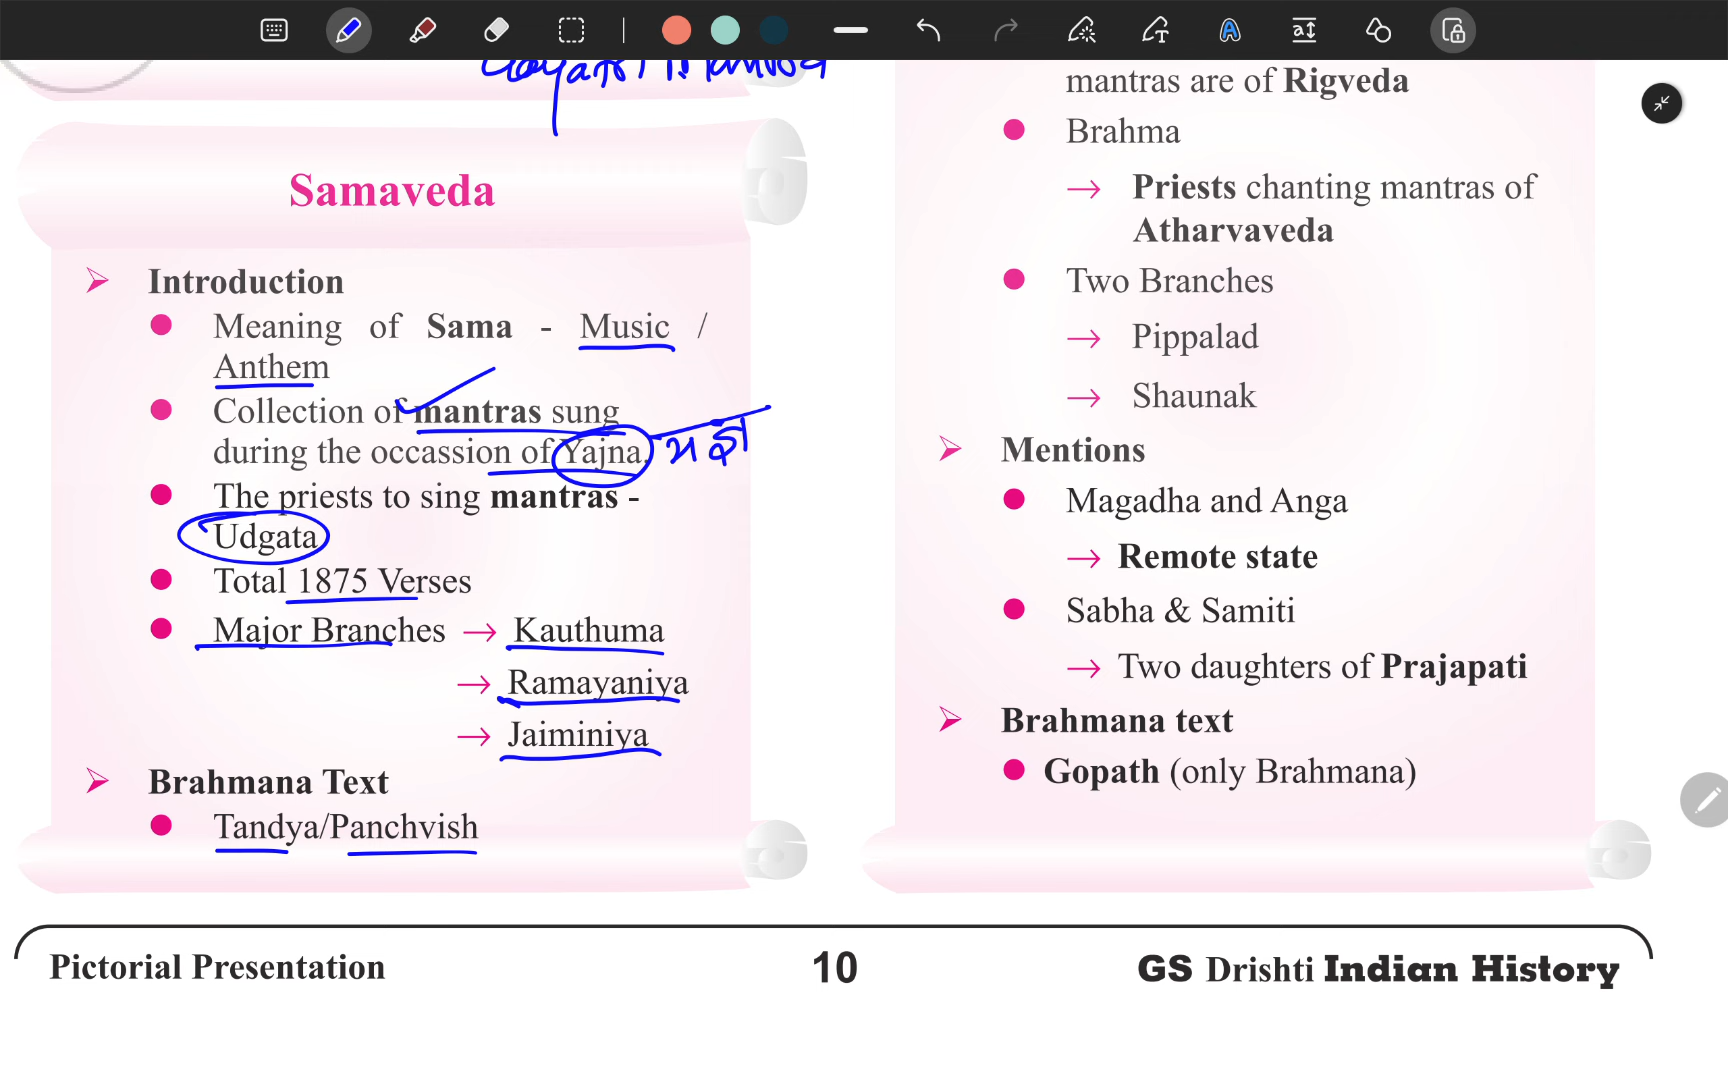 Samaveda
Introduction
Meaning of Sama - Music /
Anthem
Collection of mantras sung
during the occassion of Yajna.
The priests to sing mantras -
Udgata
Total 1875 Verses
Major Branches → Kauthuma
→ Ramayaniya
→ Jaiminiya
Brahmana Text
Tandya/Panchvish
mantras are of Rigveda
Brahma
→ Priests chanting mantras of
Atharvaveda
Two Branches
→ Pippalad
→ Shaunak
Mentions
Magadha and Anga
→ Remote state
Sabha & Samiti
→ Two daughters of Prajapati
Brahmana text
Gopath (only Brahmana)
Pictorial Presentation
10
GS Drishti Indian History